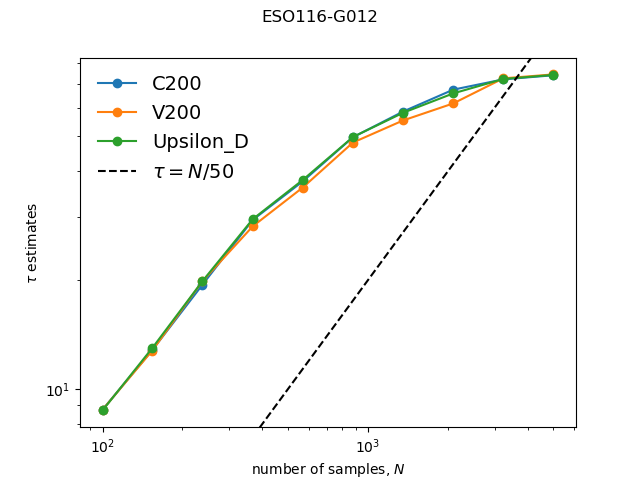 ESO116-G012
C200
V200
Upsilon_D
τ = N/50
τ estimates
10¹
10² 10³
number of samples, N